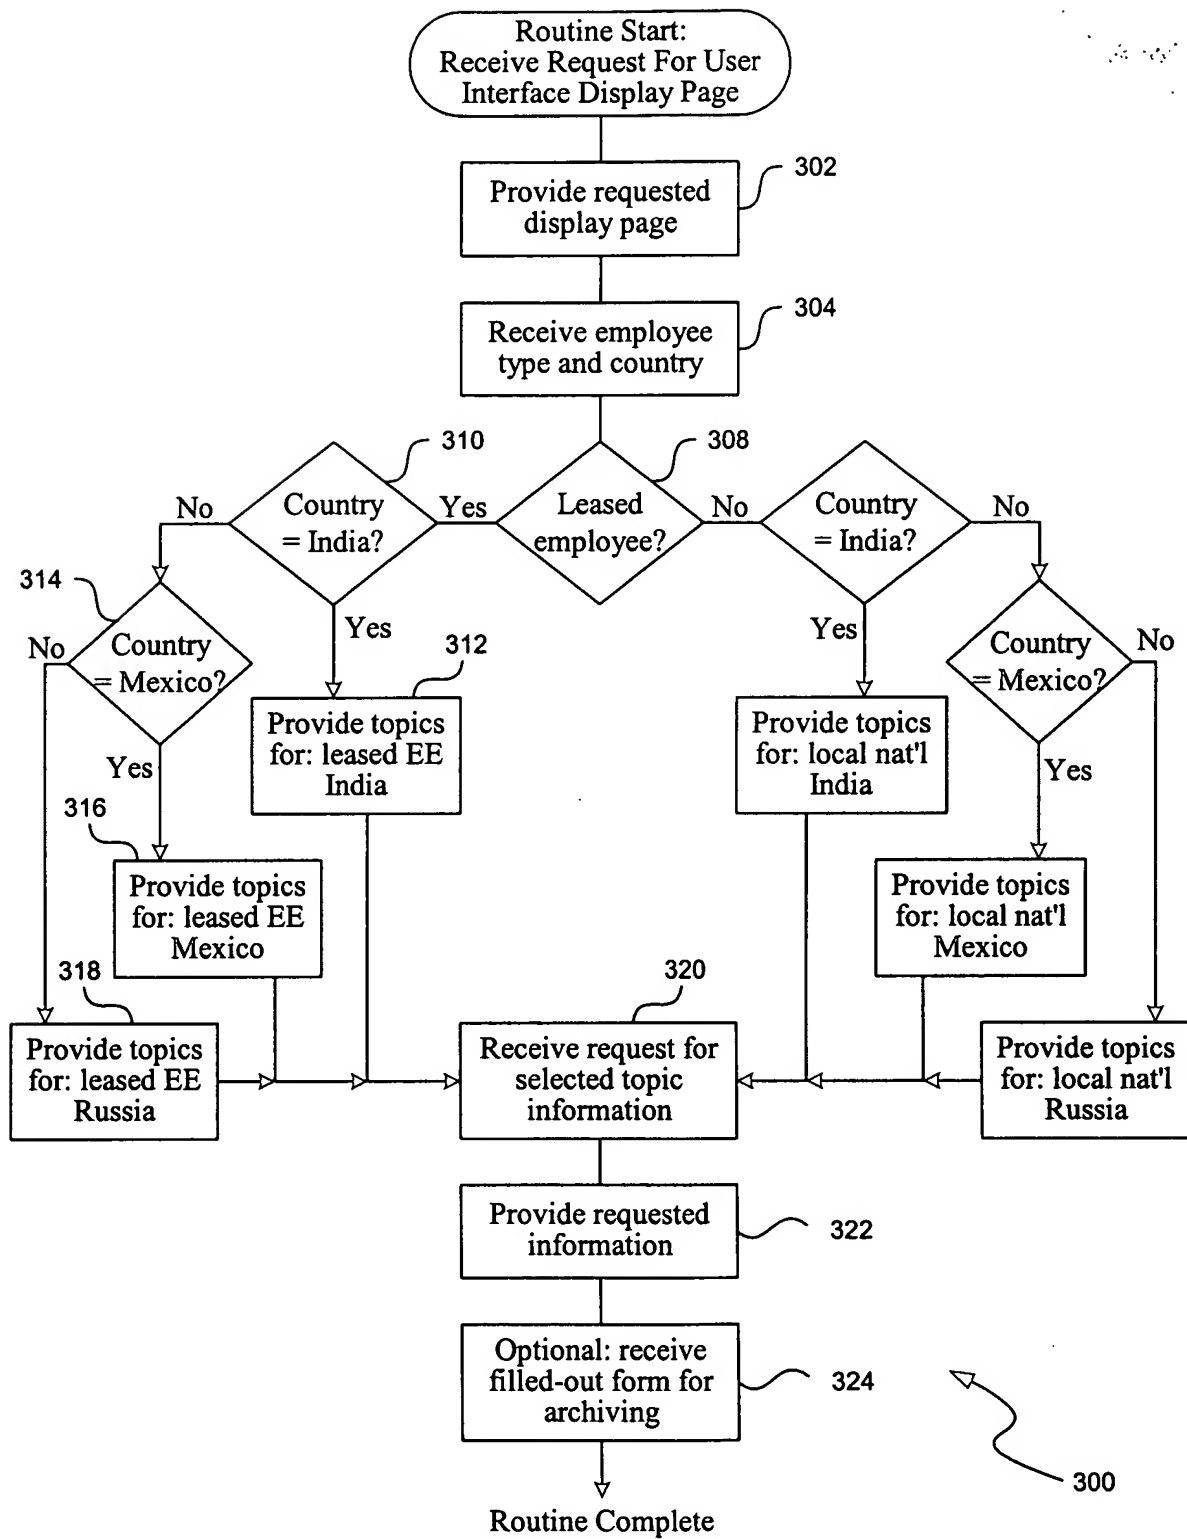 Routine Start:
Receive Request For User
Interface Display Page
302
Provide requested
display page
304
Receive employee
type and country
310
308
Country
= India?
Leased
employee?
Country
= India?
No
Yes
No
No
314
Country
= Mexico?
No
Yes
312
Yes
Country
= Mexico?
No
Provide topics
for: leased EE
India
Provide topics
for: local nat'l
India
Yes
Yes
316
Provide topics
for: leased EE
Mexico
Provide topics
for: local nat'l
Mexico
318
320
Provide topics
for: leased EE
Russia
Receive request for
selected topic
information
Provide topics
for: local nat'l
Russia
Provide requested
information
322
Optional: receive
filled-out form for
archiving
324
300
Routine Complete